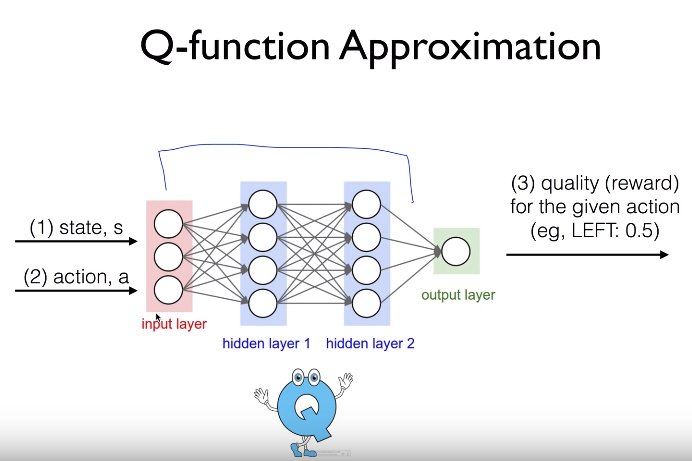 Q-function Approximation
(1) state, s
(2) action, a
(3) quality (reward)
for the given action
(eg, LEFT: 0.5)
input layer
hidden layer 1
hidden layer 2
output layer
Q